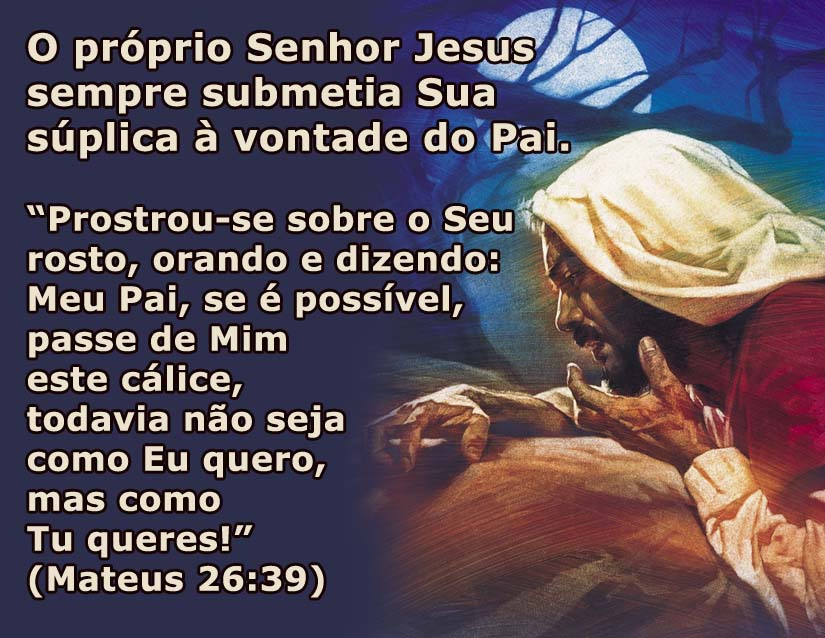 O próprio Senhor Jesus
sempre submetia Sua
súplica à vontade do Pai.
“Prostrou-se sobre o Seu
rosto, orando e dizendo:
Meu Pai, se é possível,
passe de Mim
este cálice,
todavia não seja
como Eu quero,
mas como
Tu queres!”
(Mateus 26:39)